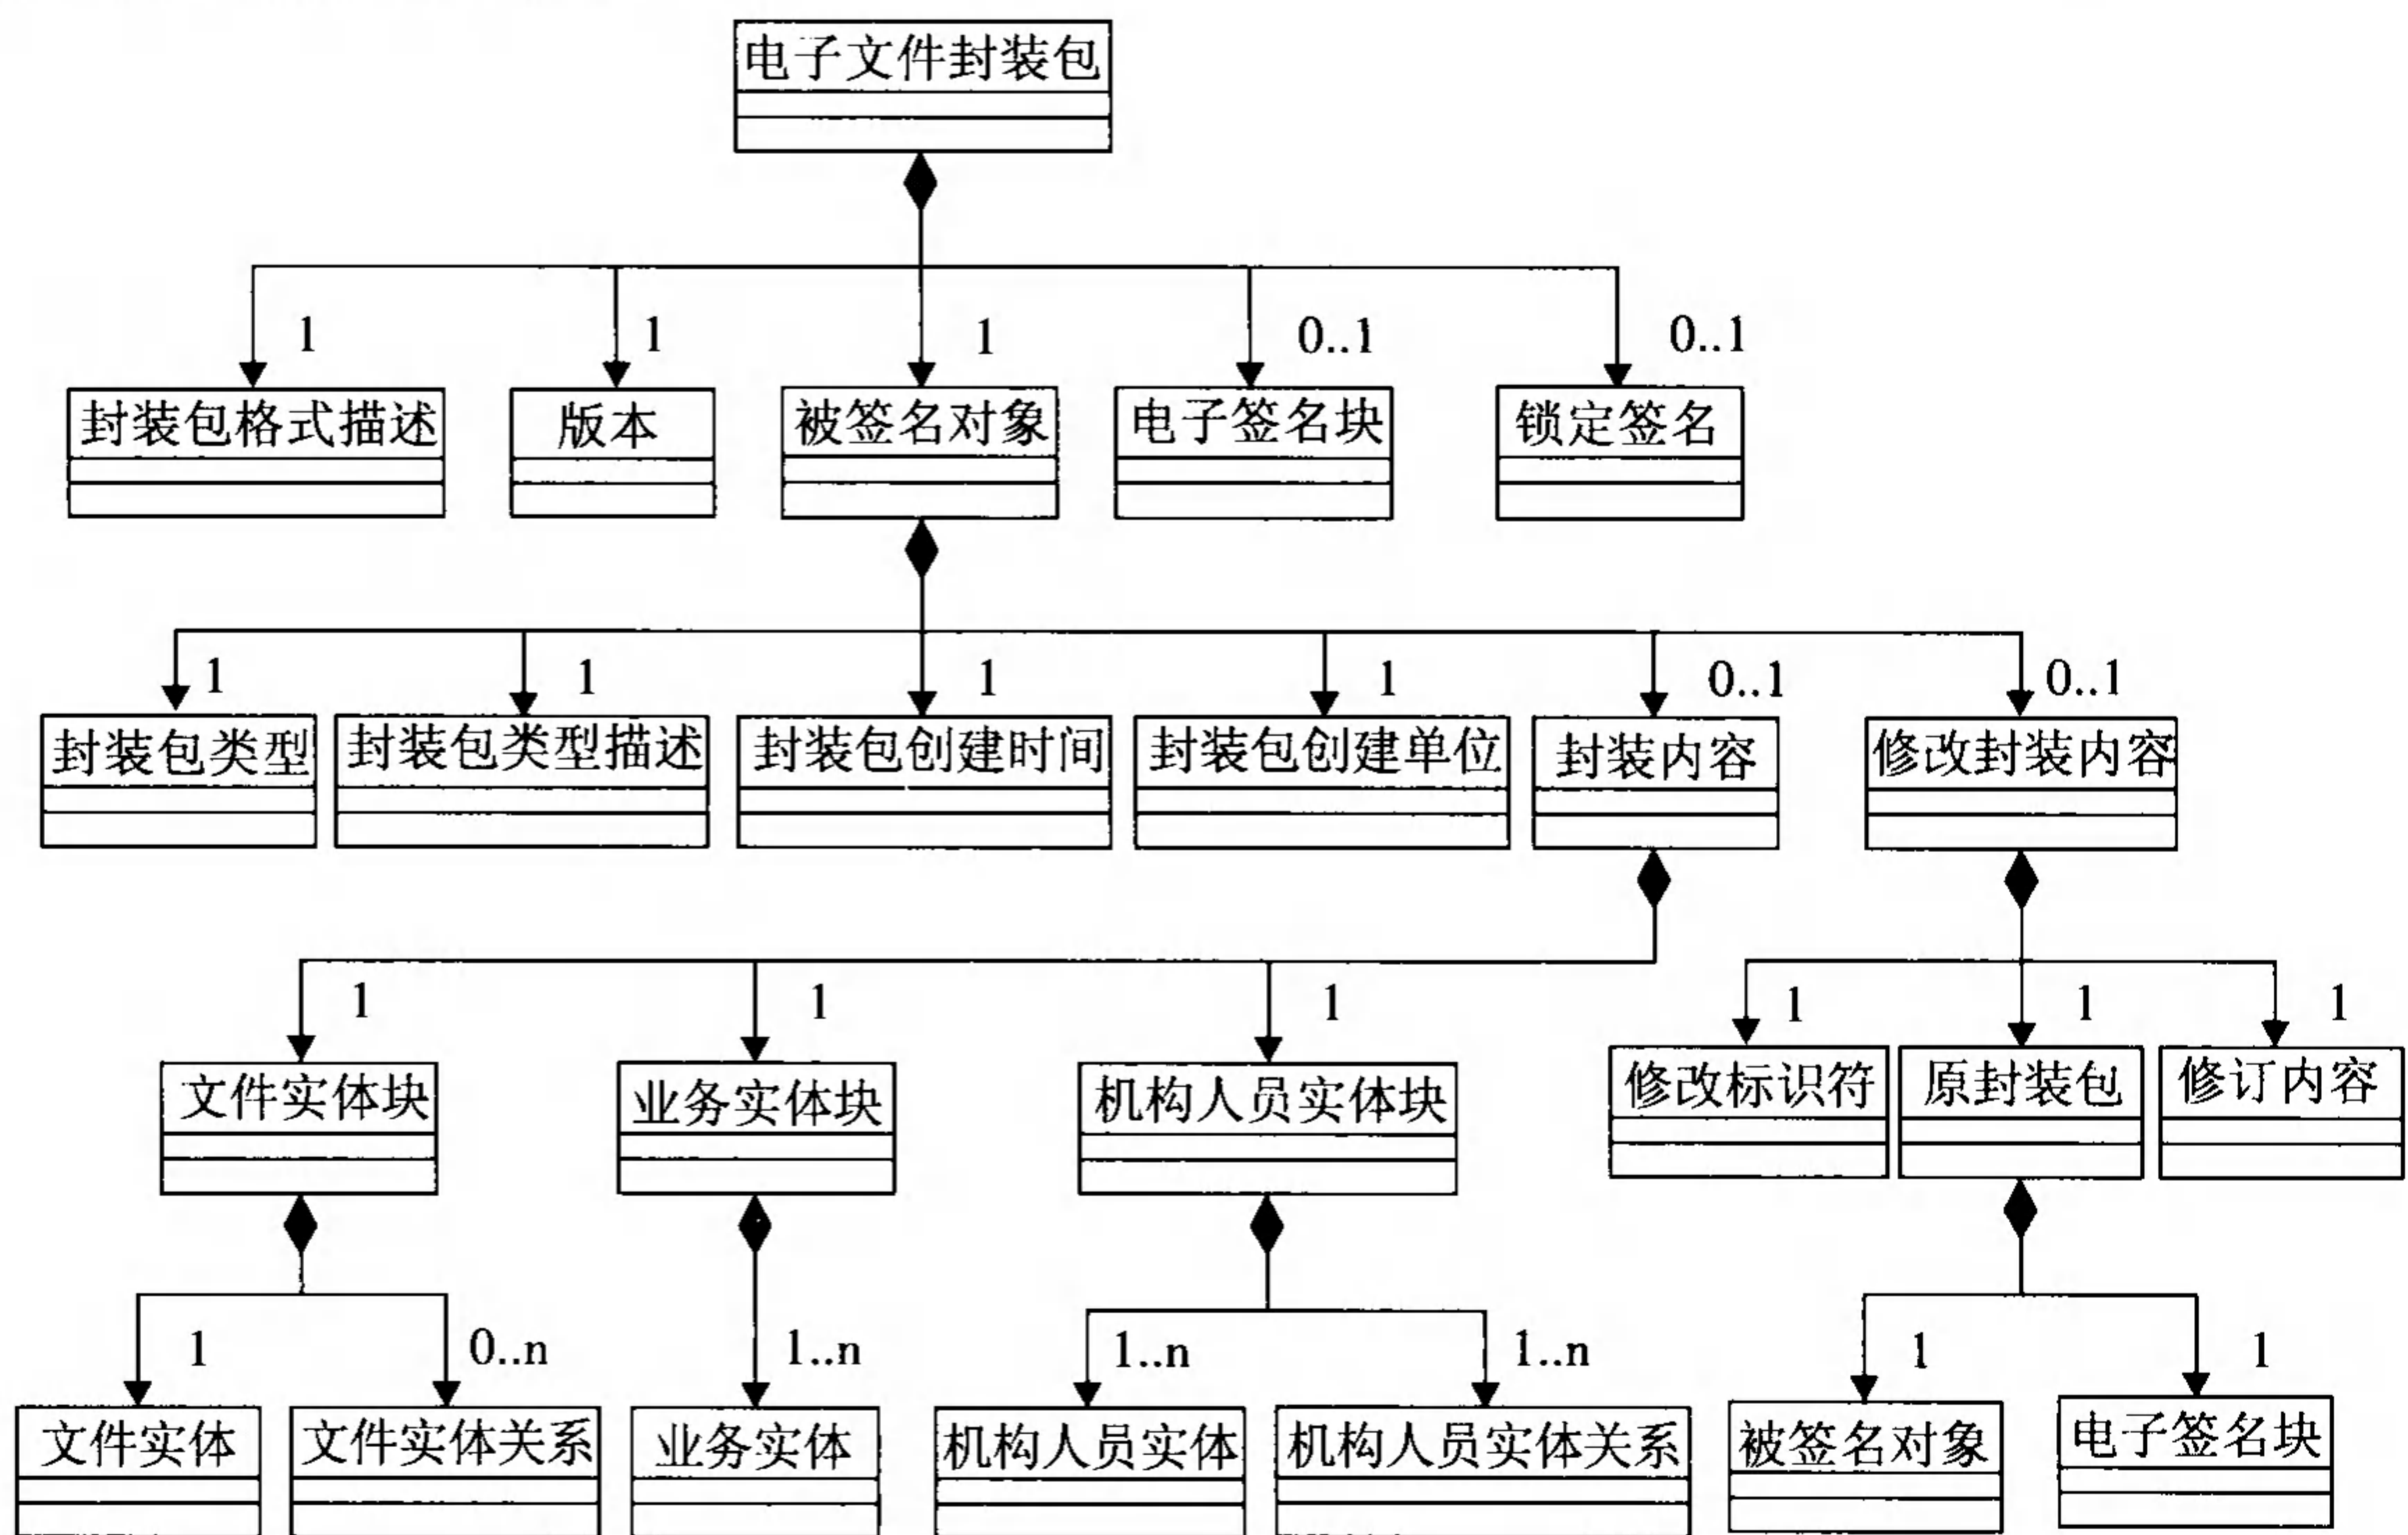 电子文件封装包
1 1 1 0..1 0..1
封装包格式描述 版本 被签名对象 电子签名块 锁定签名
1 1 1 1 0..1 0..1
封装包类型 封装包类型描述 封装包创建时间 封装包创建单位 封装内容 修改封装内容
1 1 1 1 1 1
文件实体块 业务实体块 机构人员实体块 修改标识符 原封装包 修订内容
1 0..n 1..n 1..n 1..n 1 1
文件实体 文件实体关系 业务实体 机构人员实体 机构人员实体关系 被签名对象 电子签名块